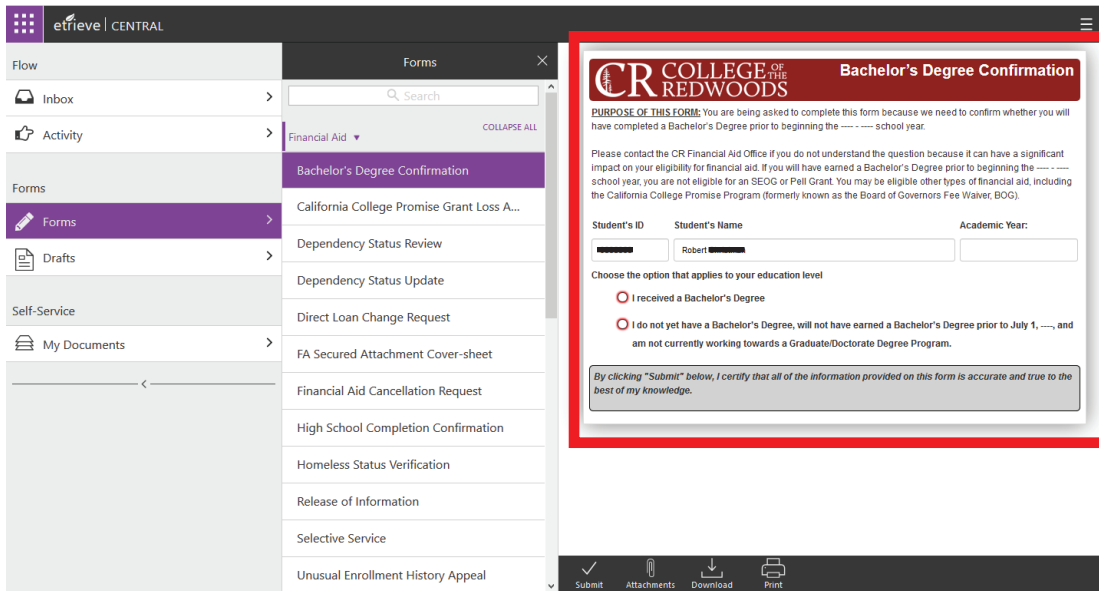 etrieve | CENTRAL
Flow
Inbox
Activity
Forms
Forms
Drafts
Self-Service
My Documents
Forms
Search
COLLAPSE ALL
Financial Aid
Bachelor's Degree Confirmation
California College Promise Grant Loss A...
Dependency Status Review
Dependency Status Update
Direct Loan Change Request
FA Secured Attachment Cover-sheet
Financial Aid Cancellation Request
High School Completion Confirmation
Homeless Status Verification
Release of Information
Selective Service
Unusual Enrollment History Appeal
CR COLLEGE OF THE
REDWOODS
Bachelor's Degree Confirmation
PURPOSE OF THIS FORM: You are being asked to complete this form because we need to confirm whether you will
have completed a Bachelor's Degree prior to beginning the ---- - ---- school year.
Please contact the CR Financial Aid Office if you do not understand the question because it can have a significant
impact on your eligibility for financial aid. If you will have earned a Bachelor's Degree prior to beginning the ---- - ----
school year, you are not eligible for an SEOG or Pell Grant. You may be eligible other types of financial aid, including
the California College Promise Program (formerly known as the Board of Governors Fee Waiver, BOG).
Student's ID Student's Name Academic Year:
Robert
Choose the option that applies to your education level
I received a Bachelor's Degree
I do not yet have a Bachelor's Degree, will not have earned a Bachelor's Degree prior to July 1, ----, and
am not currently working towards a Graduate/Doctorate Degree Program.
By clicking "Submit" below, I certify that all of the information provided on this form is accurate and true to the
best of my knowledge.
Submit Attachments Download Print